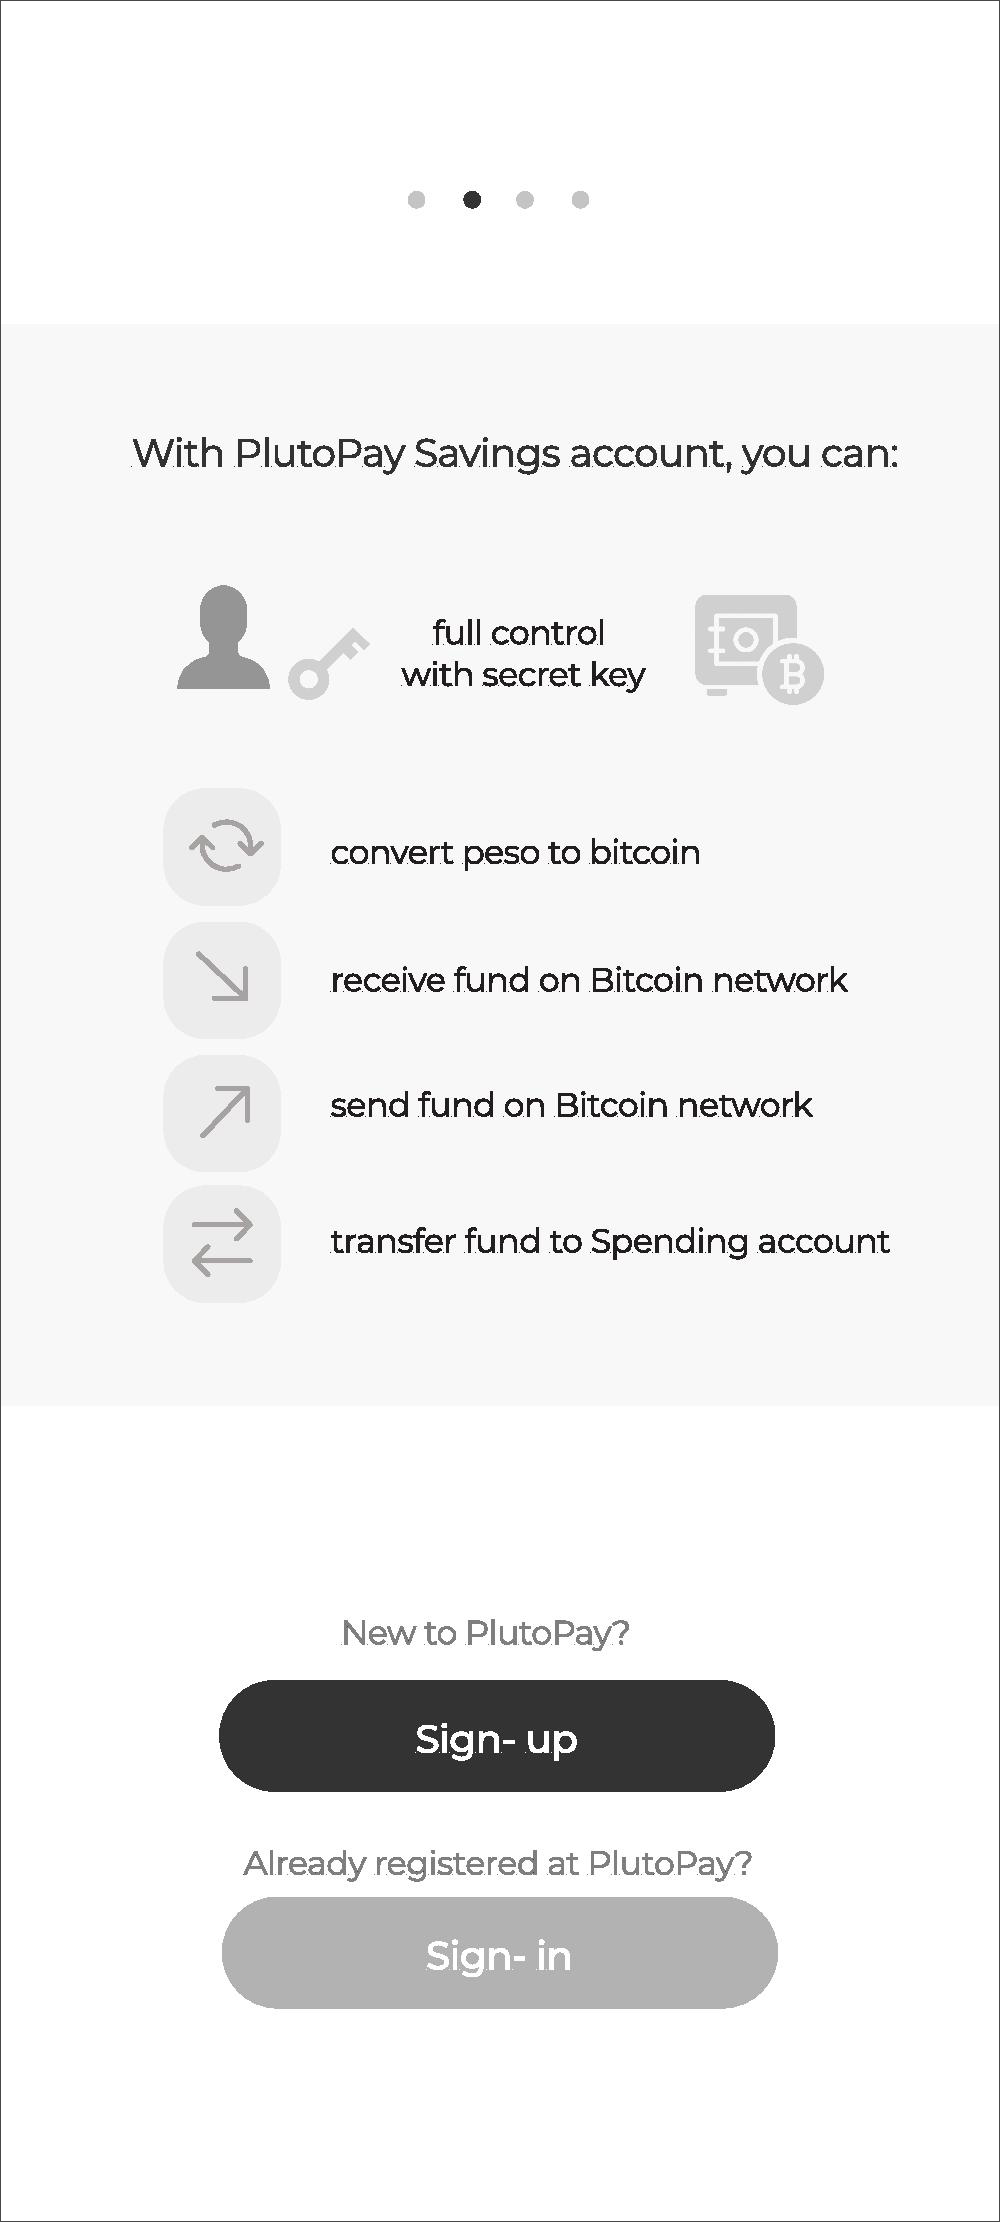 With PlutoPay Savings account, you can:
full control
with secret key
convert peso to bitcoin
receive fund on Bitcoin network
send fund on Bitcoin network
transfer fund to Spending account
New to PlutoPay?
Sign- up
Already registered at PlutoPay?
Sign- in